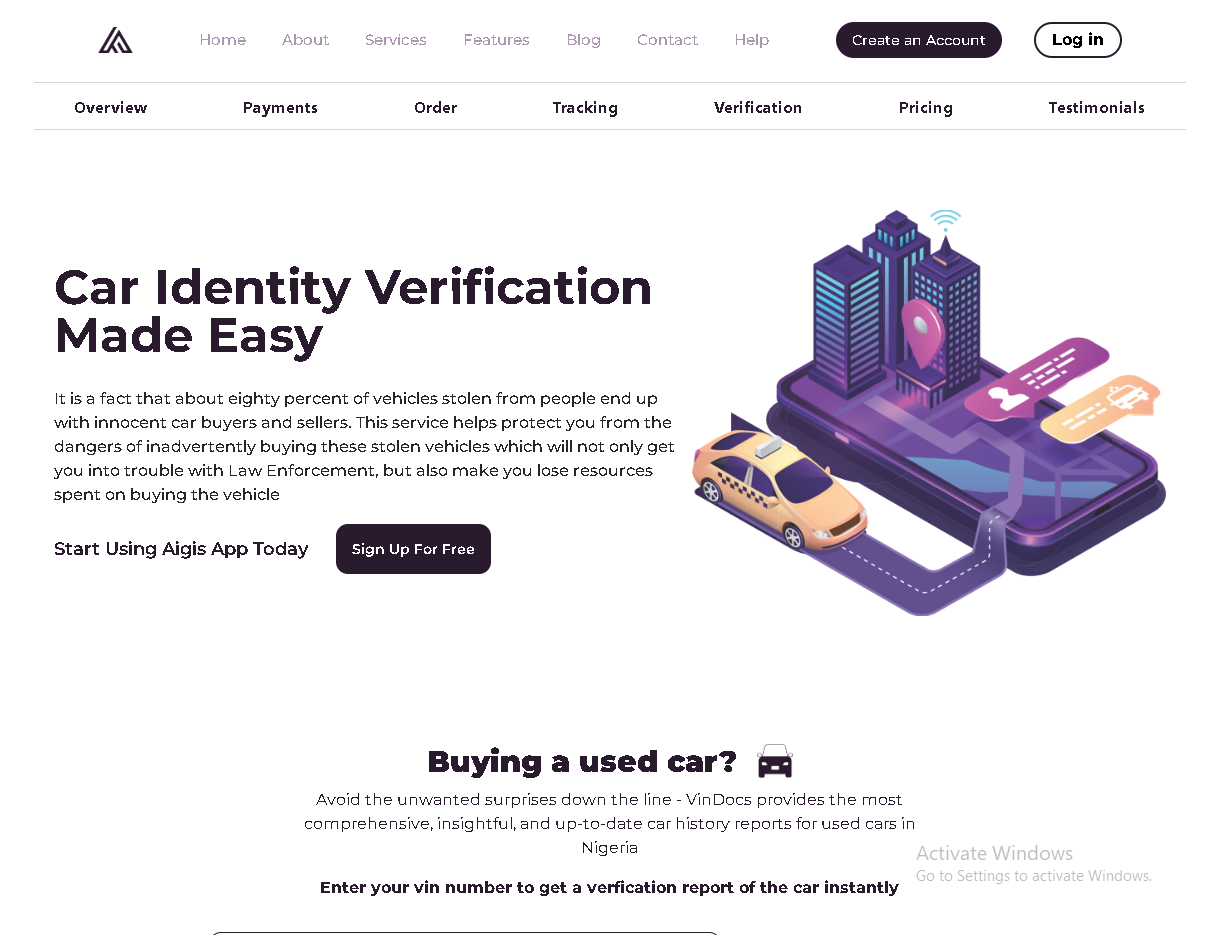 Home About Services Features Blog Contact Help Create an Account Log in
Overview Payments Order Tracking Verification Pricing Testimonials
Car Identity Verification
Made Easy
It is a fact that about eighty percent of vehicles stolen from people end up
with innocent car buyers and sellers. This service helps protect you from the
dangers of inadvertently buying these stolen vehicles which will not only get
you into trouble with Law Enforcement, but also make you lose resources
spent on buying the vehicle
Start Using Aigis App Today Sign Up For Free
Buying a used car?
Avoid the unwanted surprises down the line - VinDocs provides the most
comprehensive, insightful, and up-to-date car history reports for used cars in
Nigeria
Activate Windows
Go to Settings to activate Windows.
Enter your vin number to get a verfication report of the car instantly